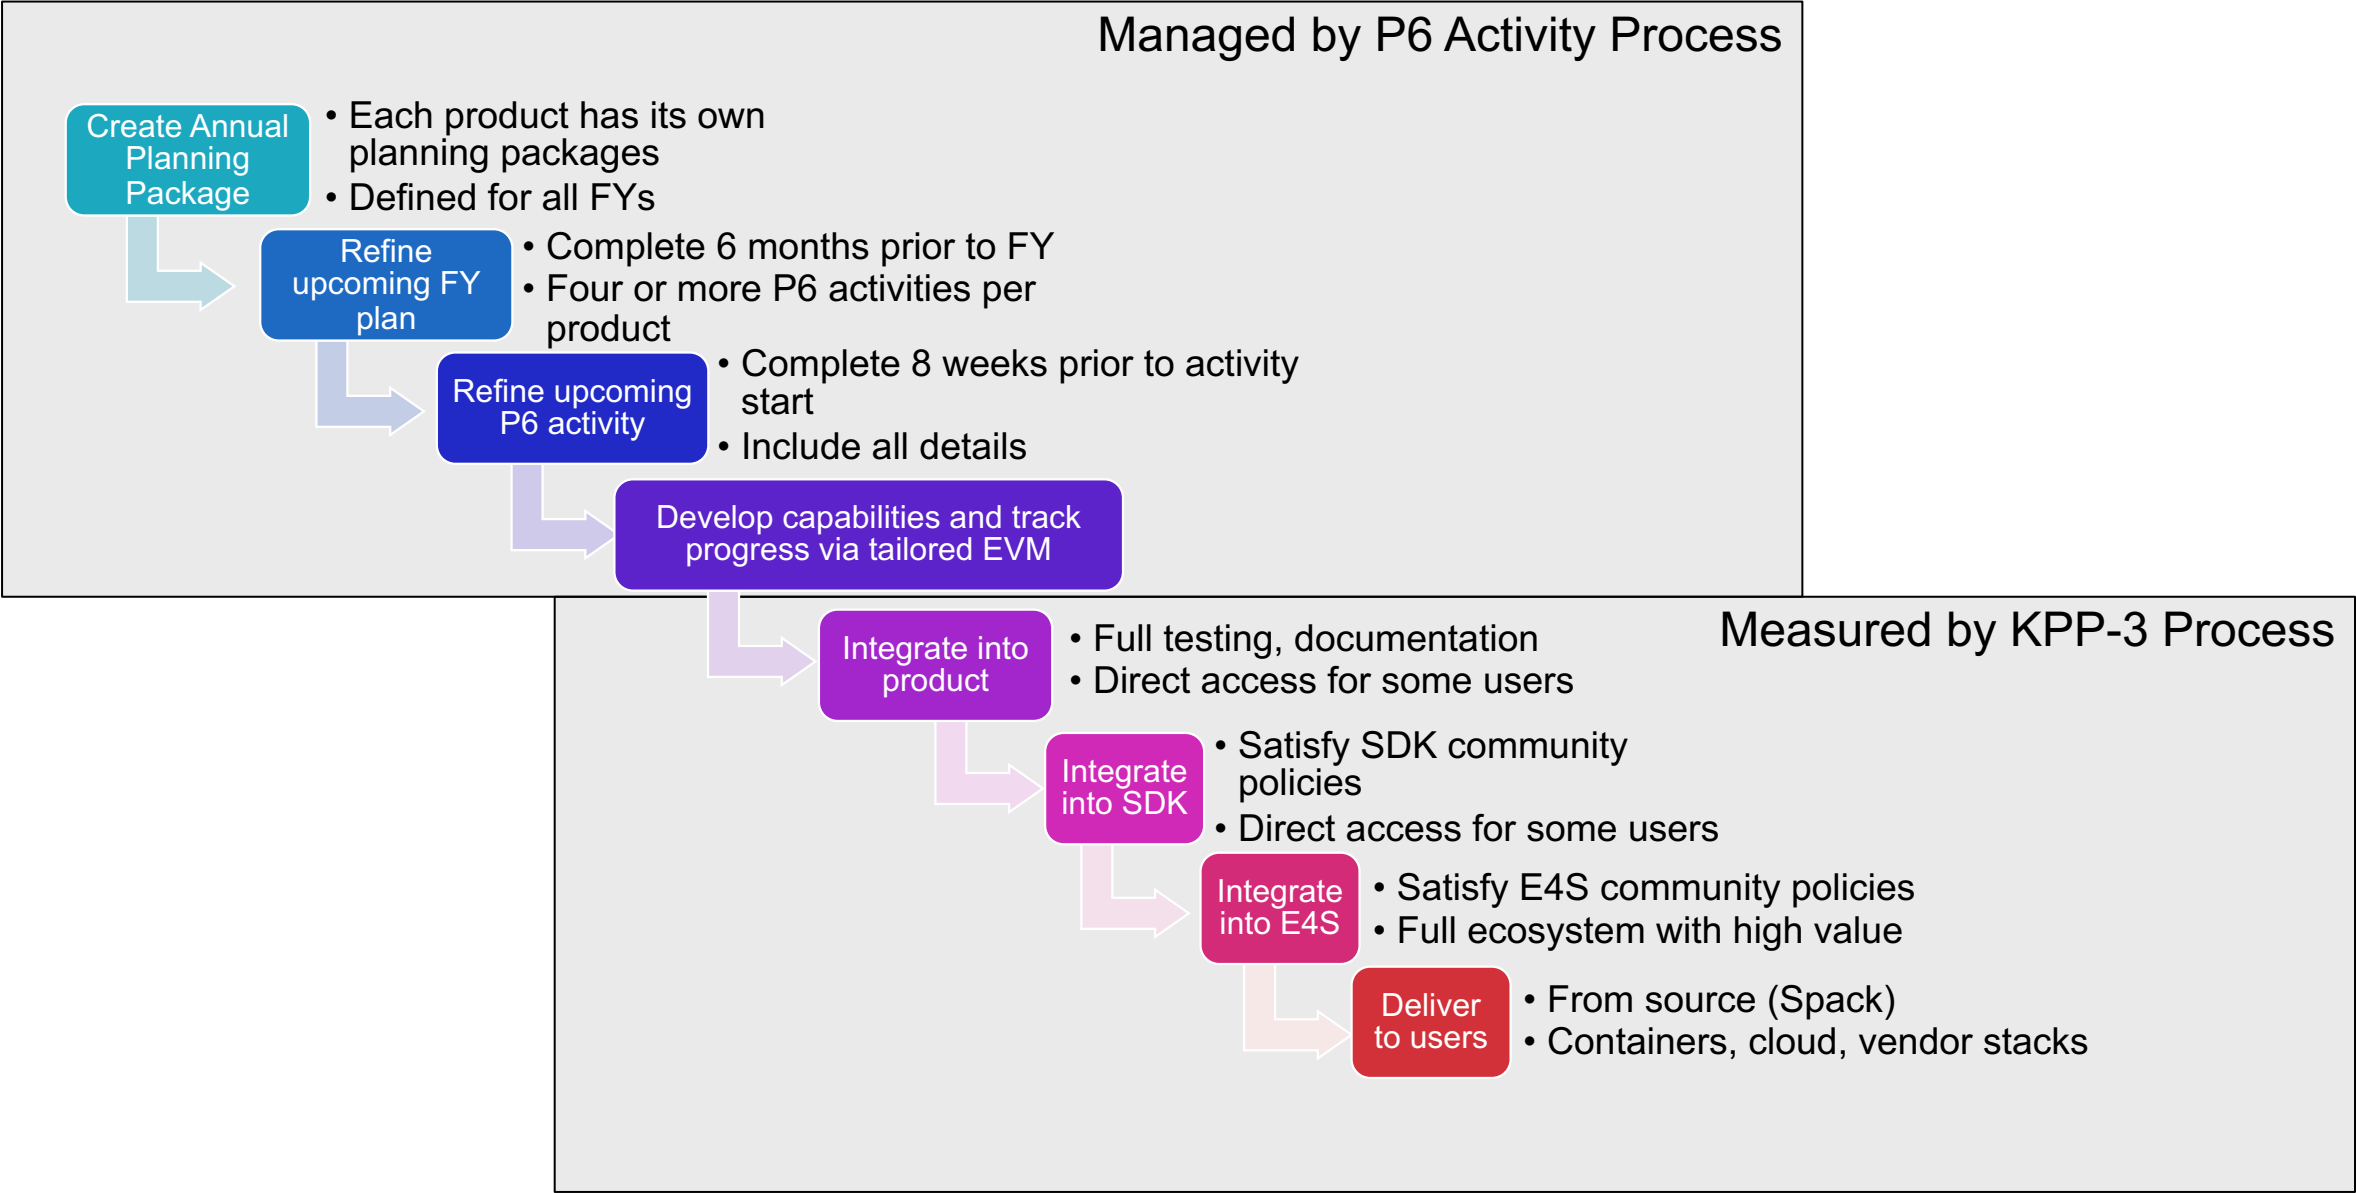 Managed by P6 Activity Process
Create Annual
Planning
Package
• Each product has its own
planning packages
• Defined for all FYs
Refine
upcoming FY
plan
• Complete 6 months prior to FY
• Four or more P6 activities per
product
Refine upcoming
P6 activity
• Complete 8 weeks prior to activity
start
• Include all details
Develop capabilities and track
progress via tailored EVM
Measured by KPP-3 Process
Integrate into
product
• Full testing, documentation
• Direct access for some users
Integrate
into SDK
• Satisfy SDK community
policies
• Direct access for some users
Integrate
into E4S
• Satisfy E4S community policies
• Full ecosystem with high value
Deliver
to users
• From source (Spack)
• Containers, cloud, vendor stacks